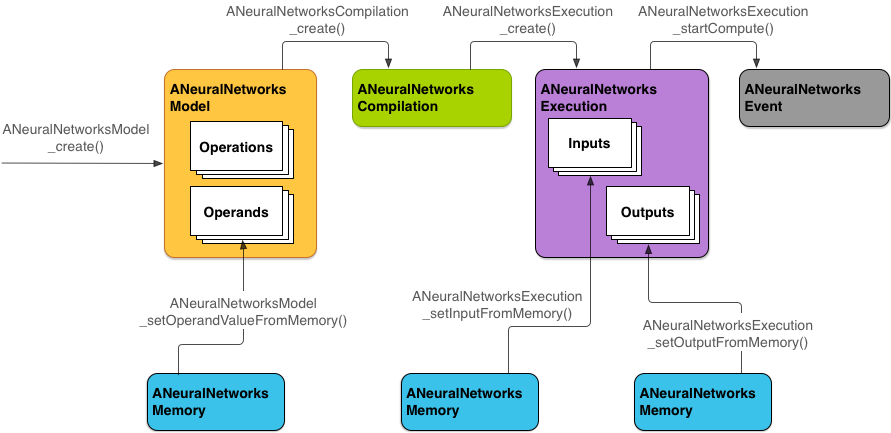 ANeuralNetworksCompilation
_create()
ANeuralNetworksExecution
_create()
ANeuralNetworksExecution
_startCompute()
ANeuralNetworksModel
_create()
ANeuralNetworks
Model
Operations
Operands
ANeuralNetworks
Compilation
ANeuralNetworks
Execution
Inputs
Outputs
ANeuralNetworks
Event
ANeuralNetworksModel
_setOperandValueFromMemory()
ANeuralNetworksExecution
_setInputFromMemory()
ANeuralNetworksExecution
_setOutputFromMemory()
ANeuralNetworks
Memory
ANeuralNetworks
Memory
ANeuralNetworks
Memory